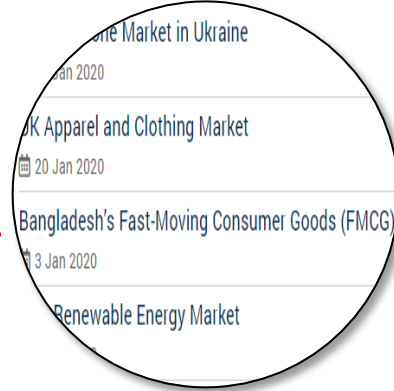 Market in Ukraine
Jan 2020
UK Apparel and Clothing Market
20 Jan 2020
Bangladesh's Fast-Moving Consumer Goods (FMCG)
3 Jan 2020
Renewable Energy Market